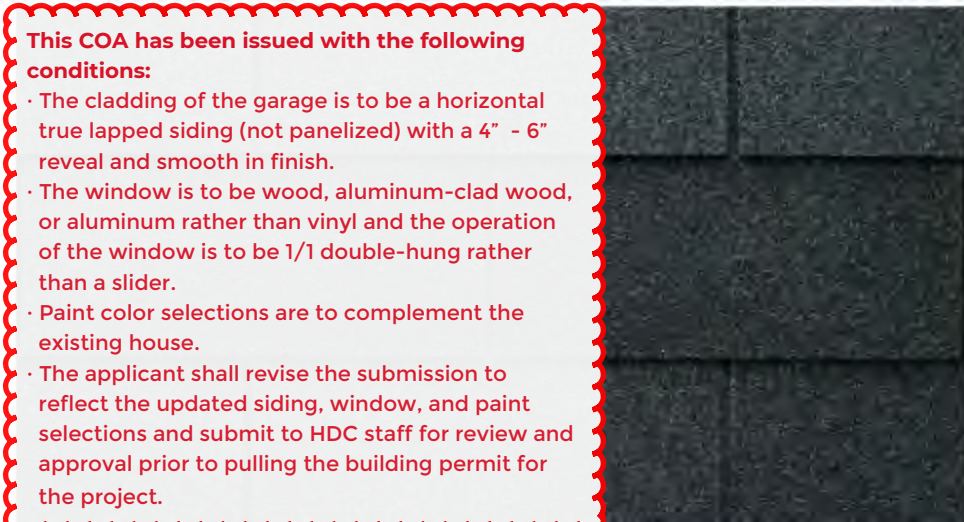 This COA has been issued with the following
conditions:
· The cladding of the garage is to be a horizontal
true lapped siding (not panelized) with a 4” - 6”
reveal and smooth in finish.
· The window is to be wood, aluminum-clad wood,
or aluminum rather than vinyl and the operation
of the window is to be 1/1 double-hung rather
than a slider.
· Paint color selections are to complement the
existing house.
· The applicant shall revise the submission to
reflect the updated siding, window, and paint
selections and submit to HDC staff for review and
approval prior to pulling the building permit for
the project.